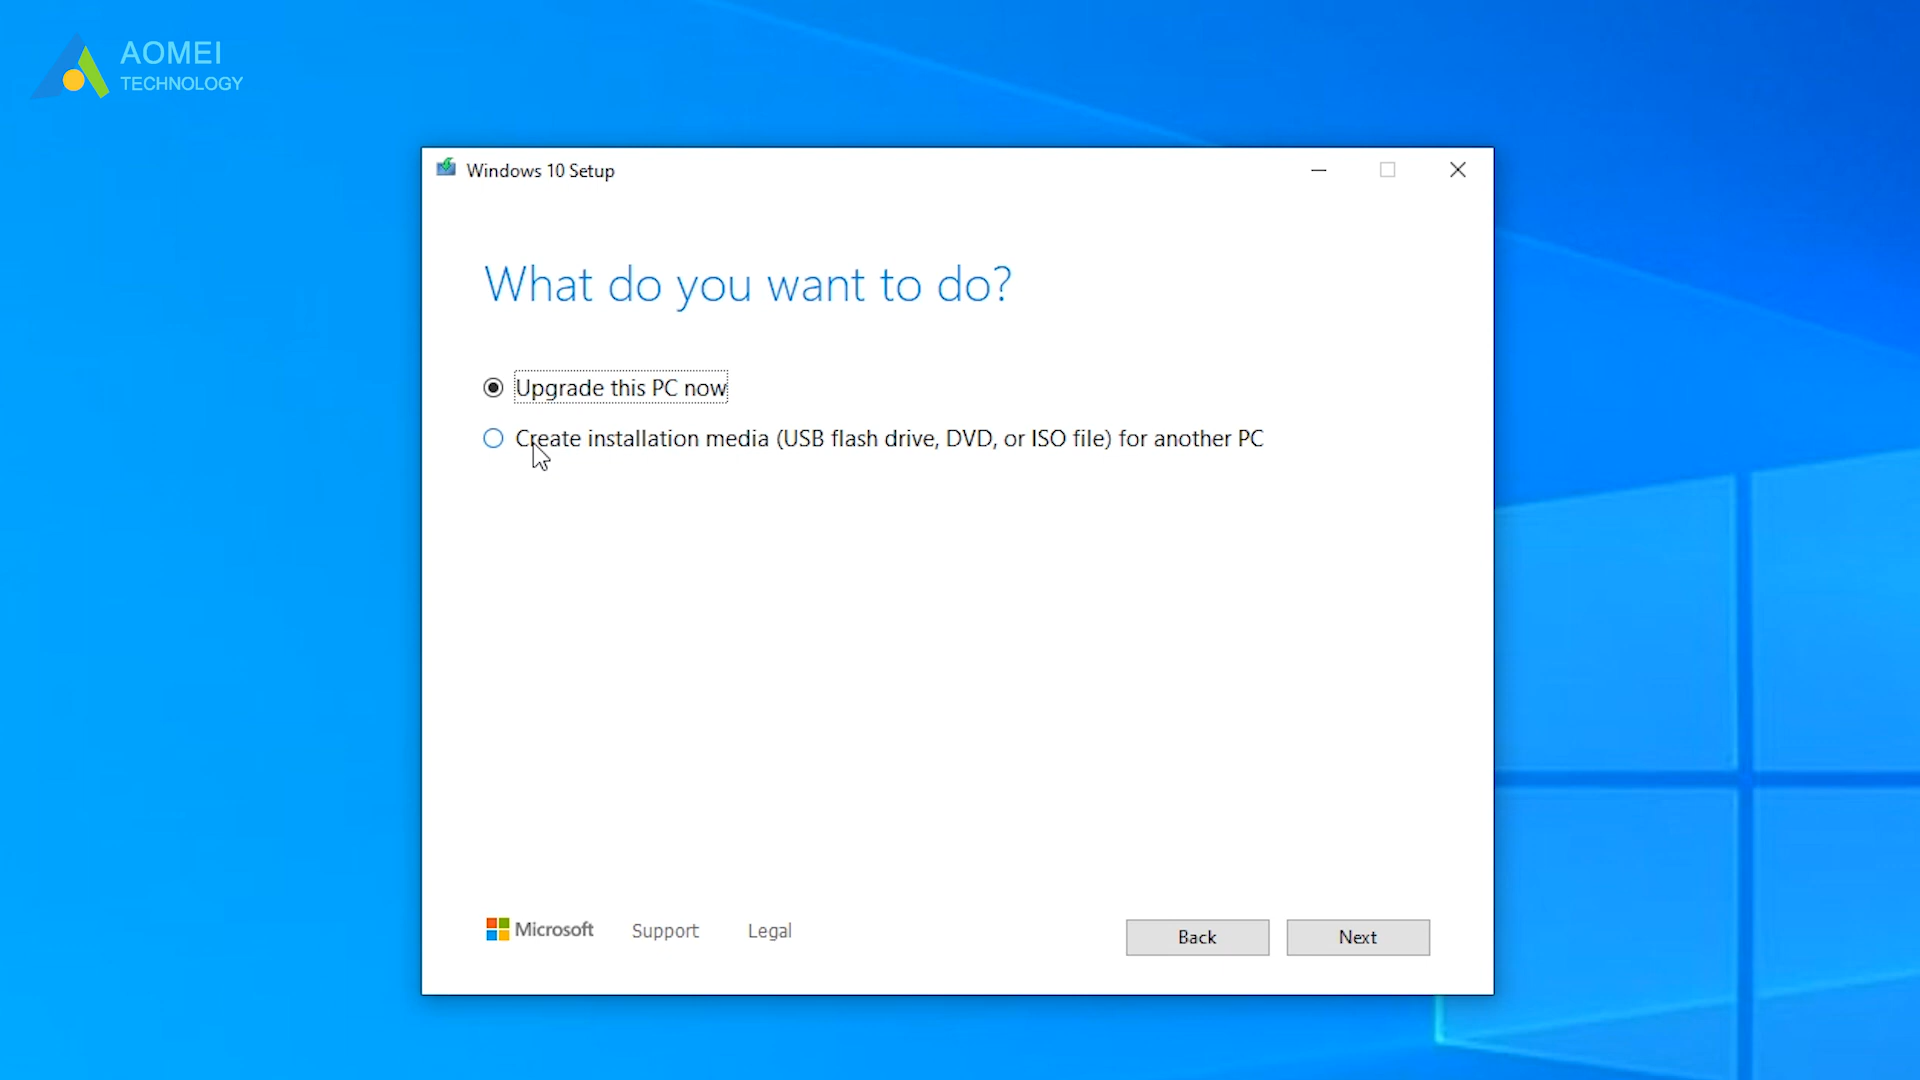 AOMEI
TECHNOLOGY
Windows 10 Setup
What do you want to do?
Upgrade this PC now
Create installation media (USB flash drive, DVD, or ISO file) for another PC
Microsoft Support Legal Back Next